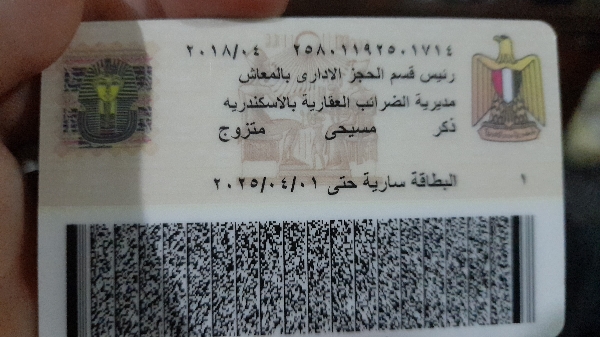 ٢٥٨٠١١٩٢٥٠١٧١٤ ٢٠١٨/٠٤
رئيس قسم الحجز الادارى بالمعاش
مديرية الضرائب العقارية بالاسكندريه
ذكر مسيحى متزوج
البطاقة سارية حتى ٢٠٢٥/٠٤/٠١
١